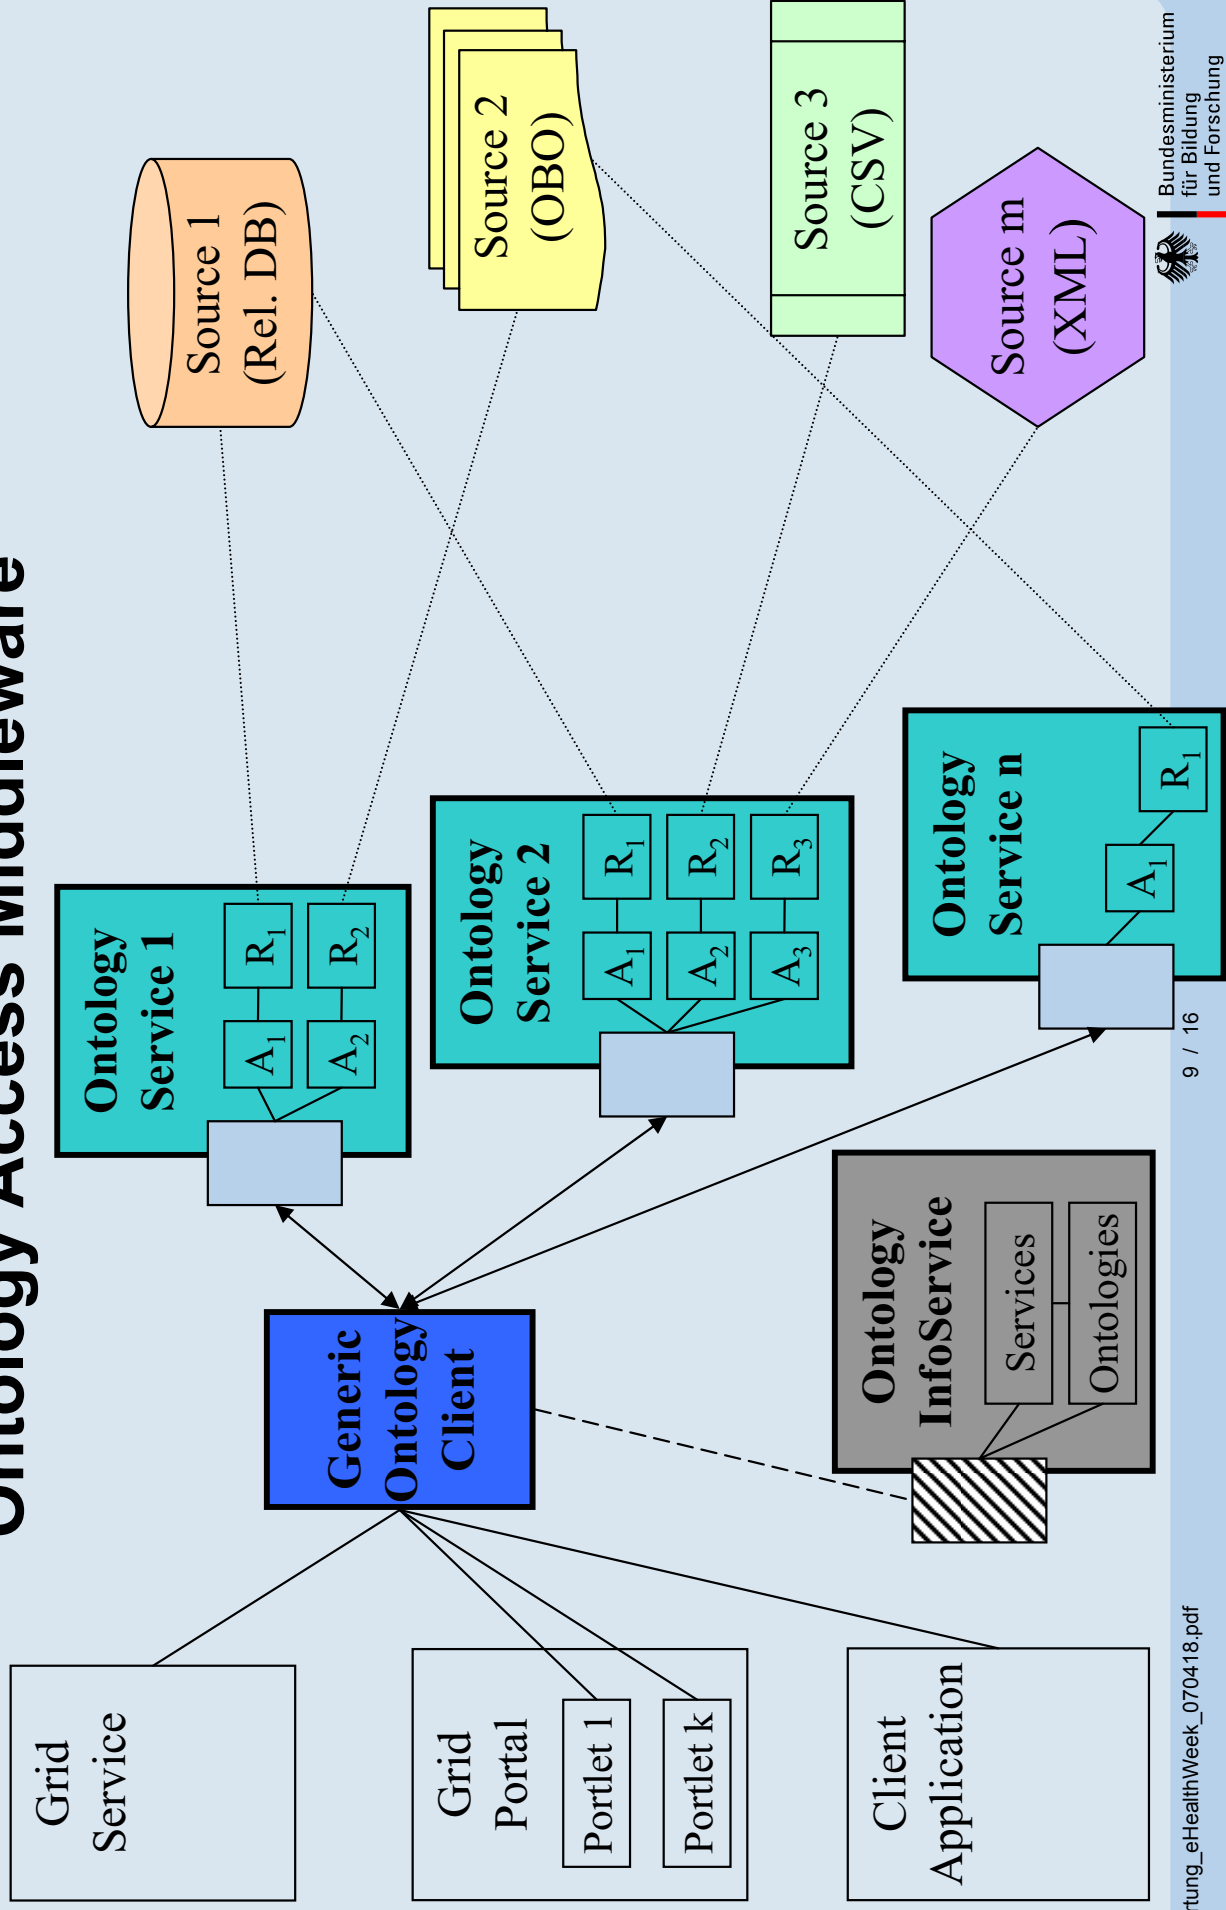 Ontology Access Middleware
Grid
Service
Grid
Portal
Portlet 1
Portlet k
Client
Application
Generic
Ontology
Client
Ontology
InfoService
Services
Ontologies
Ontology
Service 1
A1
R1
A2
R2
Ontology
Service 2
A1
R1
A2
R2
A3
R3
Ontology
Service n
A1
R1
Source 1
(Rel. DB)
Source 2
(OBO)
Source 3
(CSV)
Source m
(XML)
rtung_eHealthWeek_070418.pdf
9 / 16
Bundesministerium
für Bildung
und Forschung